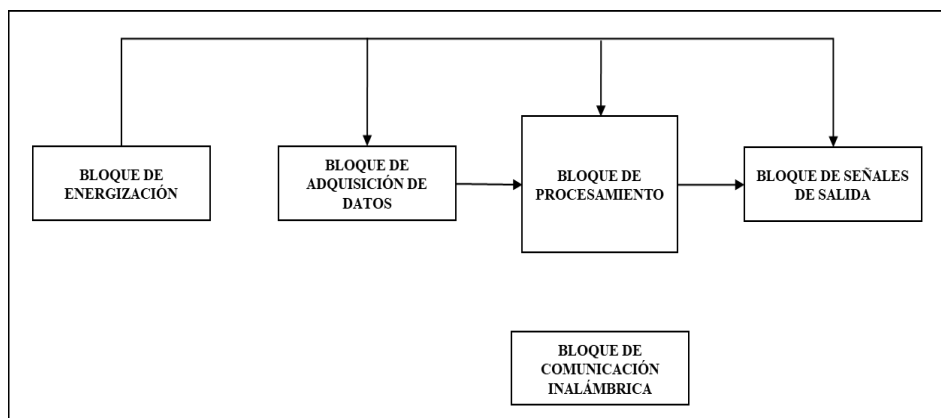 BLOQUE DE
ENERGIZACIÓN
BLOQUE DE
ADQUISICIÓN DE
DATOS
BLOQUE DE
PROCESAMIENTO
BLOQUE DE SEÑALES
DE SALIDA
BLOQUE DE
COMUNICACIÓN
INALÁMBRICA